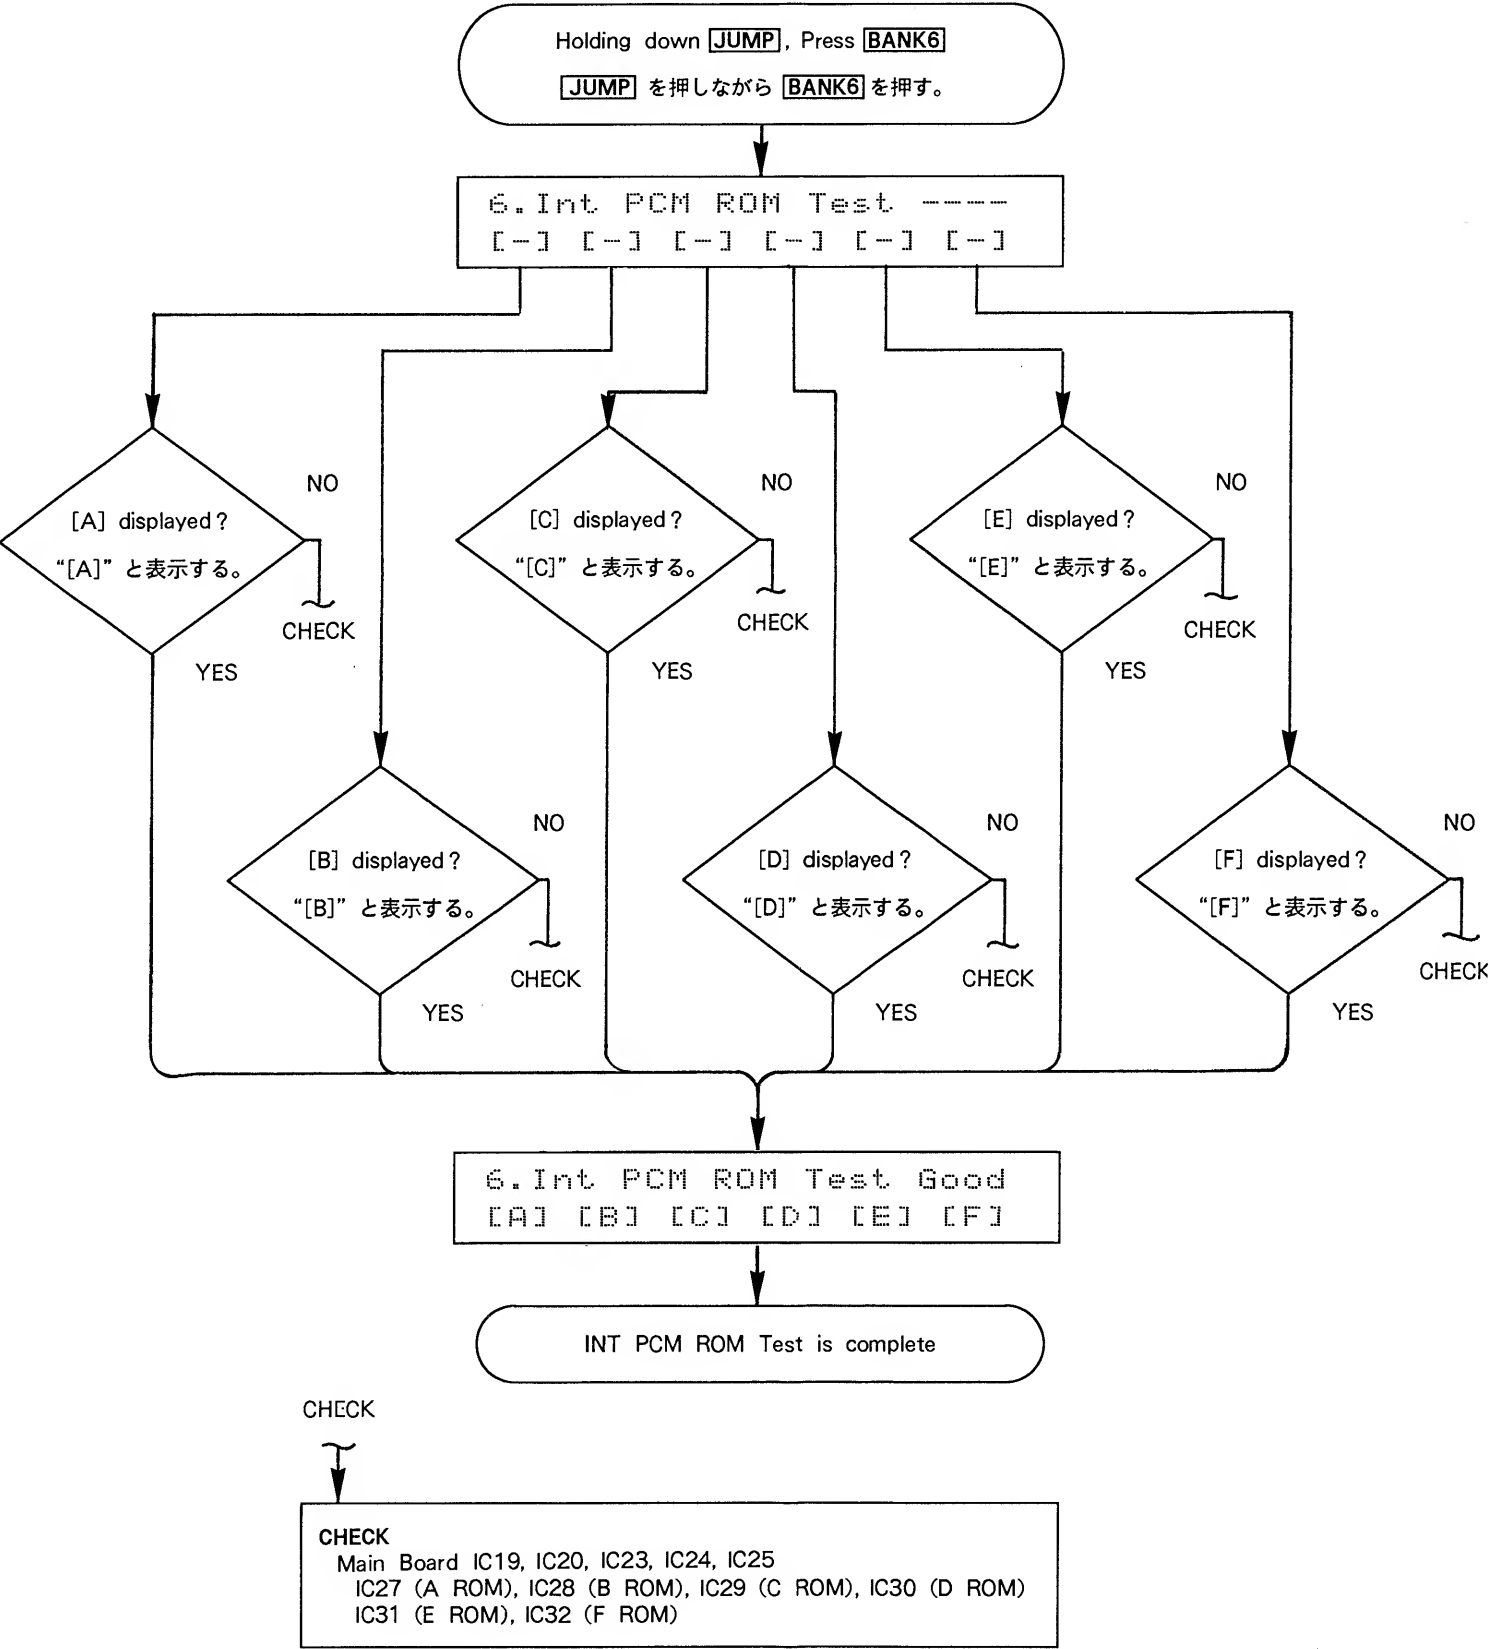 Holding down JUMP, Press BANK6
JUMP を押しながら BANK6 を押す。
6.Int PCM ROM Test ----
[-] [-] [-] [-] [-] [-]
NO
[A] displayed?
“[A]” と表示する。
CHECK
YES
NO
[C] displayed?
“[C]” と表示する。
CHECK
YES
NO
[E] displayed?
“[E]” と表示する。
CHECK
YES
NO
[B] displayed?
“[B]” と表示する。
CHECK
YES
NO
[D] displayed?
“[D]” と表示する。
CHECK
YES
NO
[F] displayed?
“[F]” と表示する。
CHECK
YES
6.Int PCM ROM Test Good
[A] [B] [C] [D] [E] [F]
INT PCM ROM Test is complete
CHECK
CHECK
Main Board IC19, IC20, IC23, IC24, IC25
IC27 (A ROM), IC28 (B ROM), IC29 (C ROM), IC30 (D ROM)
IC31 (E ROM), IC32 (F ROM)